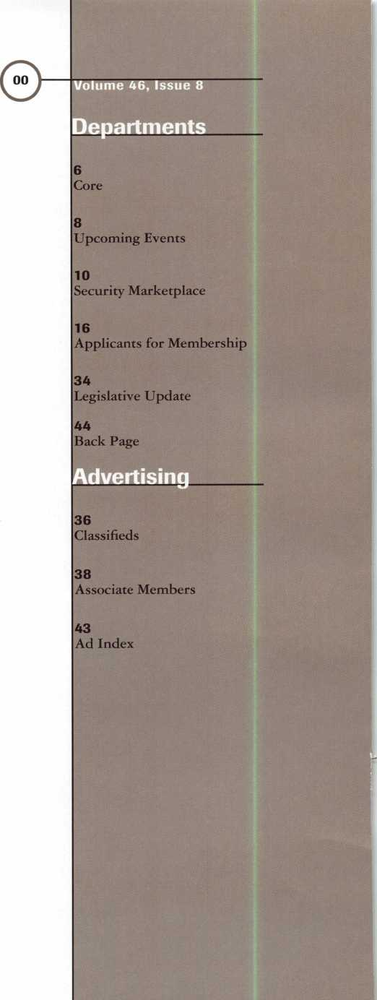 00
Volume 46, Issue 8
Departments
6
Core
8
Upcoming Events
10
Security Marketplace
16
Applicants for Membership
34
Legislative Update
44
Back Page
Advertising
36
Classifieds
38
Associate Members
43
Ad Index